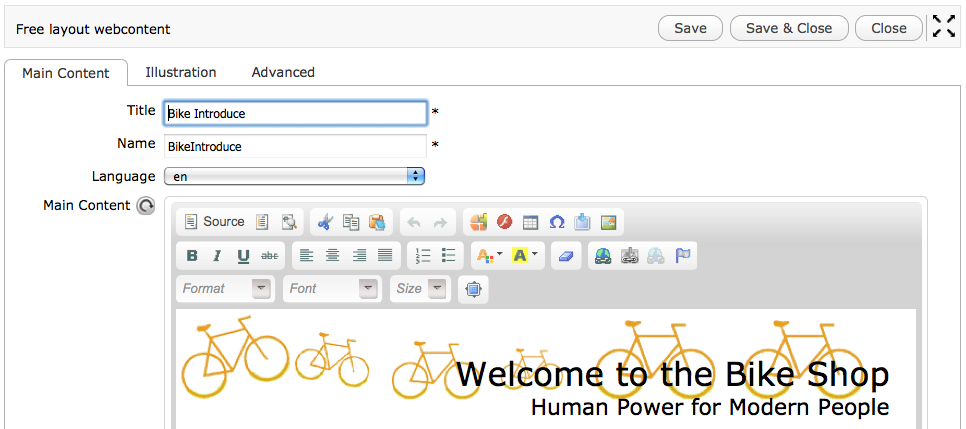 Free layout webcontent Save Save & Close Close
Main Content Illustration Advanced
Title Bike Introduce *
Name BikeIntroduce *
Language en
Main Content
Source
B I U abc
Format Font Size
Welcome to the Bike Shop
Human Power for Modern People